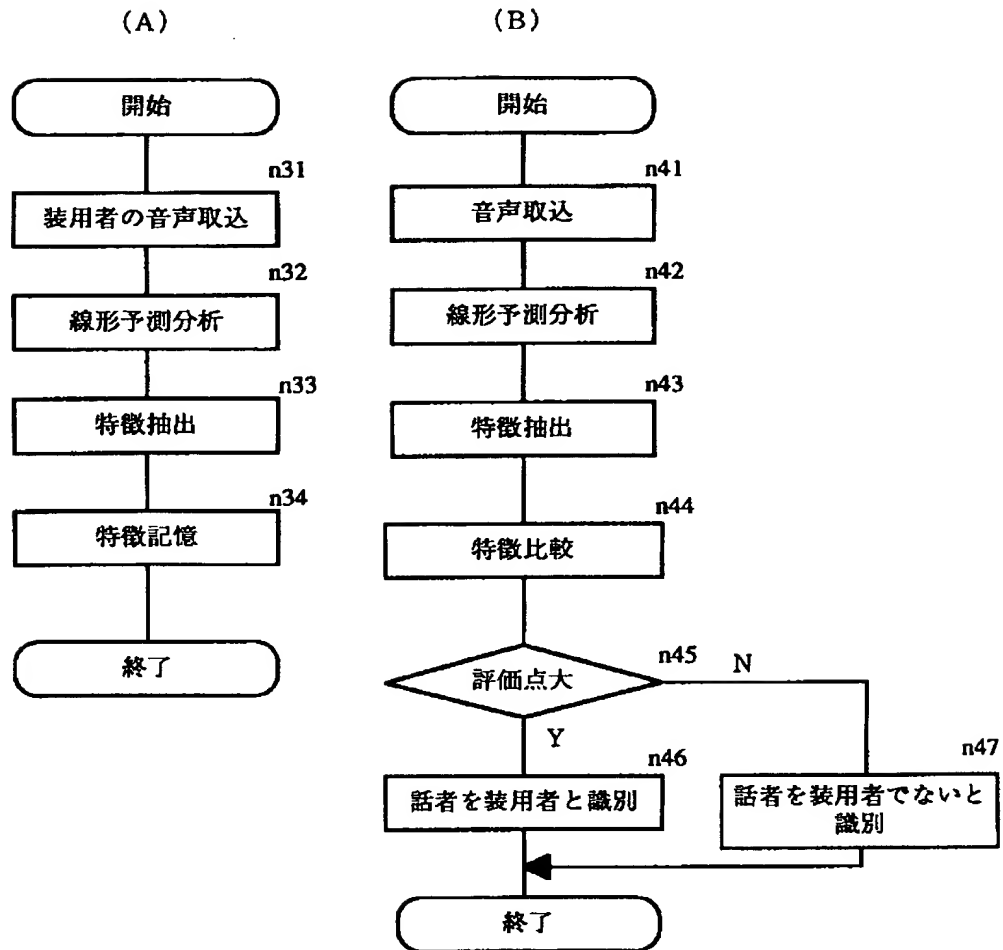 (A)
開始
n31
装用者の音声取込
n32
線形予測分析
n33
特徴抽出
n34
特徴記憶
終了
(B)
開始
n41
音声取込
n42
線形予測分析
n43
特徴抽出
n44
特徴比較
n45
評価点大
N
Y
n46
話者を装用者と識別
n47
話者を装用者でないと
識別
終了